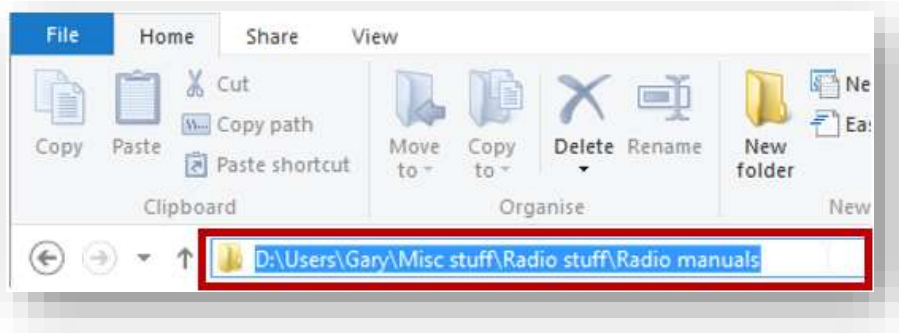 File Home Share View
Cut
Copy path
Paste shortcut
Copy Paste
Move to
Copy to
Delete Rename
New folder
Clipboard Organise New
D:\Users\Gary\Misc stuff\Radio stuff\Radio manuals